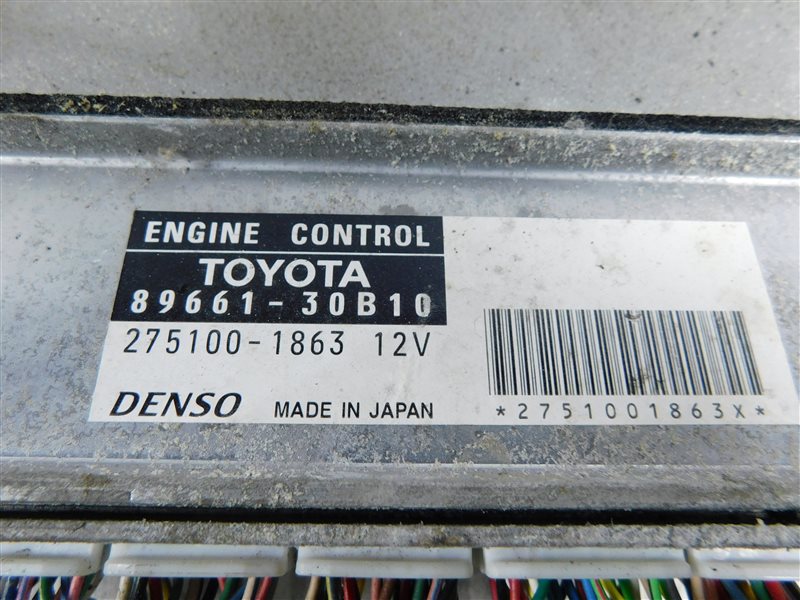 ENGINE CONTROL
TOYOTA
89661-30B10
275100-1863 12V
DENSO MADE IN JAPAN
*2751001863X*